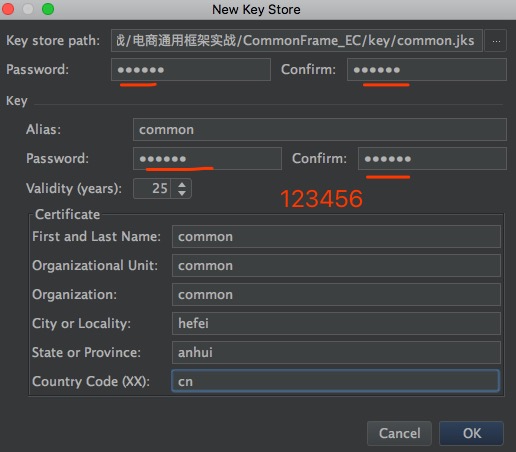 New Key Store
Key store path: 战/电商通用框架实战/CommonFrame_EC/key/common.jks ...
Password: •••••• Confirm: ••••••
Key
Alias: common
Password: •••••• Confirm: ••••••
Validity (years): 25
123456
Certificate
First and Last Name: common
Organizational Unit: common
Organization: common
City or Locality: hefei
State or Province: anhui
Country Code (XX): cn
Cancel OK